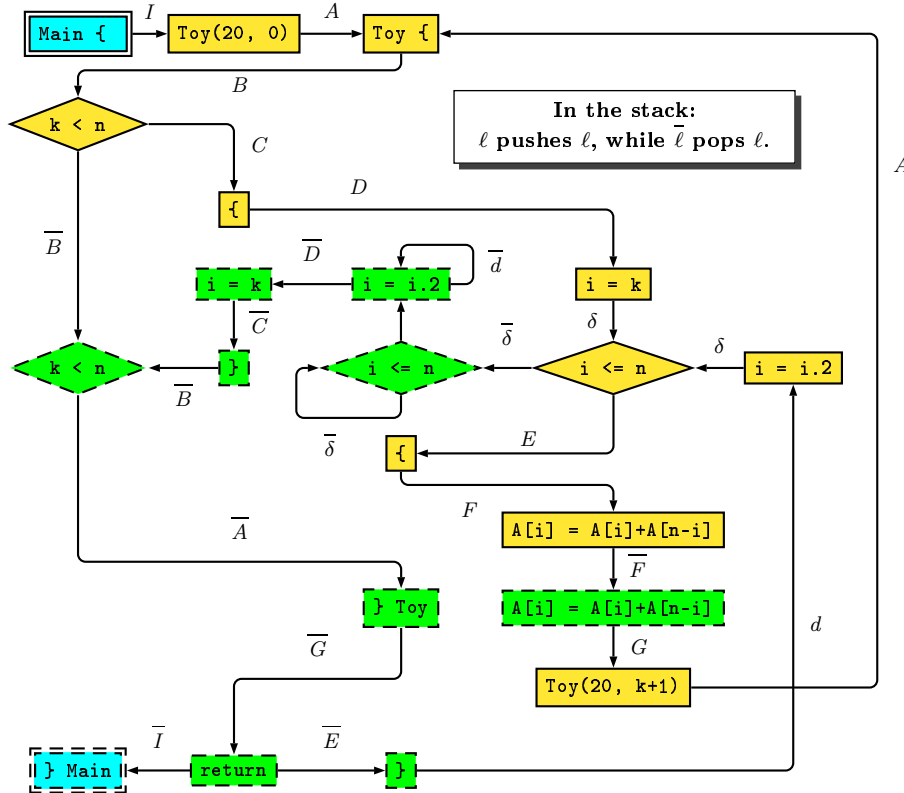 I
A
Main {
Toy(20, 0)
Toy {
B
In the stack:
ℓ pushes ℓ, while ℓ̅ pops ℓ.
k < n
C
A
D
{
B̅
D̅
d̅
i = k
i = i.2
i = k
C̅
δ
δ̅
δ
k < n
}
i <= n
i <= n
i = i.2
B̅
δ̅
E
{
F
A[i] = A[i]+A[n-i]
A̅
F̅
} Toy
A[i] = A[i]+A[n-i]
d
G̅
G
Toy(20, k+1)
I̅
E̅
} Main
return
}